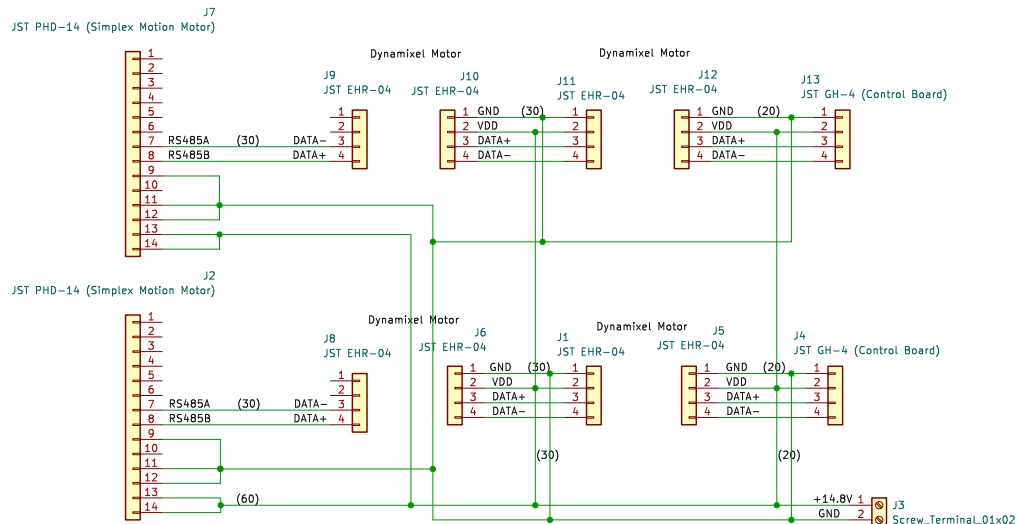 J7
JST PHD-14 (Simplex Motion Motor)
1
2
3
4
5
6
7 RS485A (30) DATA-
8 RS485B DATA+
9
10
11
12
13
14
J9
JST EHR-04
1
2
3
4
Dynamixel Motor
J10
JST EHR-04
1 GND (30) 1
2 VDD 2
3 DATA+ 3
4 DATA- 4
J11
JST EHR-04
Dynamixel Motor
J12
JST EHR-04
1 GND (20) 1
2 VDD 2
3 DATA+ 3
4 DATA- 4
J13
JST GH-4 (Control Board)
J2
JST PHD-14 (Simplex Motion Motor)
1
2
3
4
5
6
7 RS485A (30) DATA-
8 RS485B DATA+
9
10
11
12
13
14
(60)
J8
JST EHR-04
1
2
3
4
Dynamixel Motor
J6
JST EHR-04
1 GND (30) 1
2 VDD 2
3 DATA+ 3
4 DATA- 4
J1
JST EHR-04
(30)
Dynamixel Motor
J5
JST EHR-04
1 GND (20) 1
2 VDD 2
3 DATA+ 3
4 DATA- 4
J4
JST GH-4 (Control Board)
(20)
+14.8V 1
GND 2
J3
Screw_Terminal_01x02